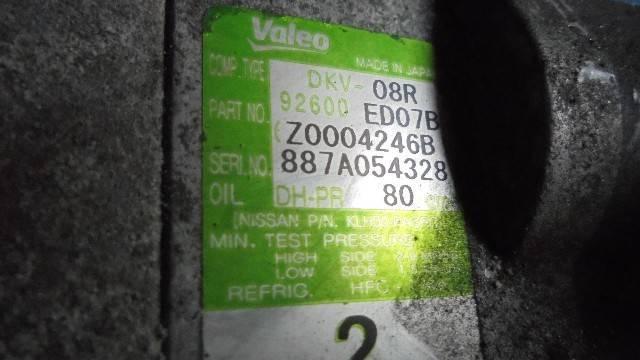 Valeo
MADE IN JAPAN
COMP. TYPE DKV- 08R
PART NO. 92600 ED07B
(Z0004246B
SERI. NO. 887A054328
OIL DH-PR 80
(NISSAN P/N.
MIN. TEST PRESSURE
HIGH SIDE
LOW SIDE
REFRIG. HFC
2